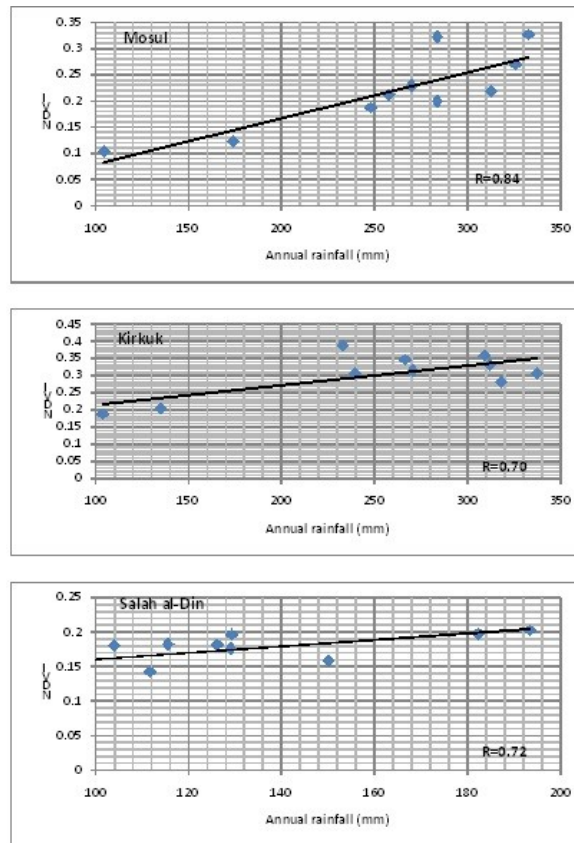 Mosul
0.35
0.3
0.25
0.2
0.15
0.1
0.05
0
NDVI
R=0.84
100 150 200 250 300 350
Annual rainfall (mm)
Kirkuk
0.45
0.4
0.35
0.3
0.25
0.2
0.15
0.1
0.05
0
NDVI
R=0.70
100 150 200 250 300 350
Annual rainfall (mm)
Salah al-Din
0.25
0.2
0.15
0.1
0.05
0
NDVI
R=0.72
100 120 140 160 180 200
Annual rainfall (mm)